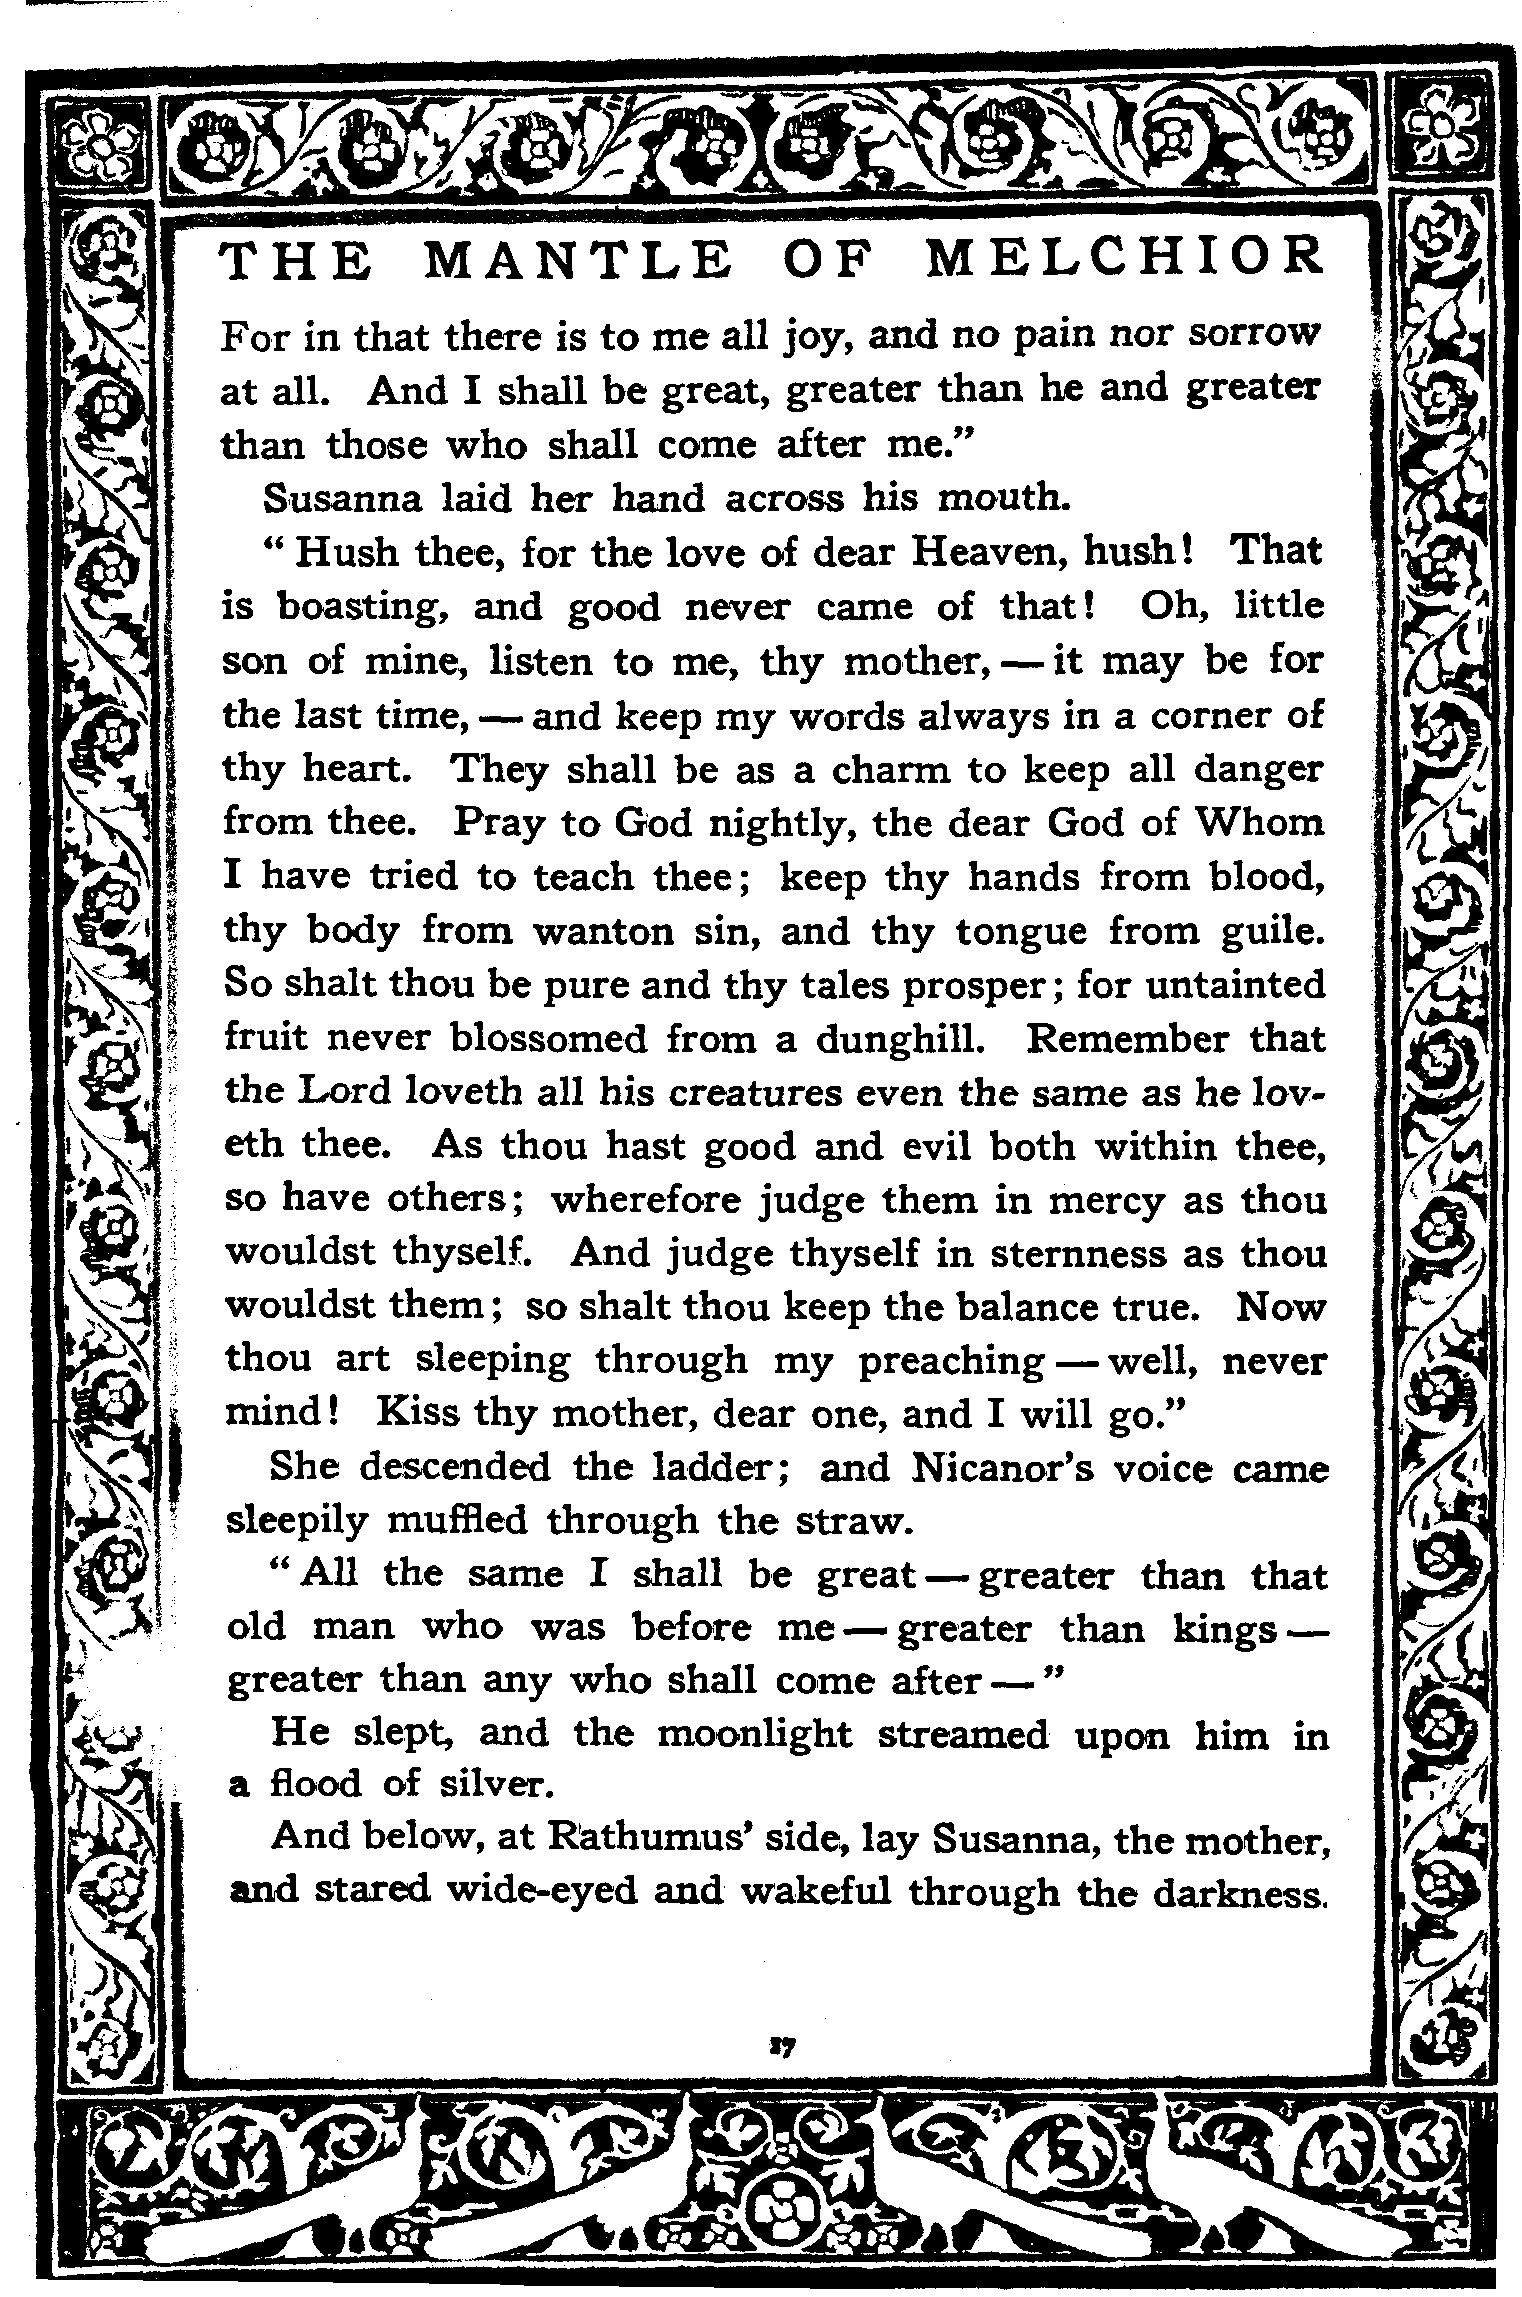 THE MANTLE OF MELCHIOR
For in that there is to me all joy, and no pain nor sorrow
at all. And I shall be great, greater than he and greater
than those who shall come after me.”
Susanna laid her hand across his mouth.
“ Hush thee, for the love of dear Heaven, hush! That
is boasting, and good never came of that! Oh, little
son of mine, listen to me, thy mother, — it may be for
the last time, — and keep my words always in a corner of
thy heart. They shall be as a charm to keep all danger
from thee. Pray to God nightly, the dear God of Whom
I have tried to teach thee; keep thy hands from blood,
thy body from wanton sin, and thy tongue from guile.
So shalt thou be pure and thy tales prosper; for untainted
fruit never blossomed from a dunghill. Remember that
the Lord loveth all his creatures even the same as he lov-
eth thee. As thou hast good and evil both within thee,
so have others; wherefore judge them in mercy as thou
wouldst thyself. And judge thyself in sternness as thou
wouldst them; so shalt thou keep the balance true. Now
thou art sleeping through my preaching — well, never
mind! Kiss thy mother, dear one, and I will go.”
She descended the ladder; and Nicanor’s voice came
sleepily muffled through the straw.
“ All the same I shall be great — greater than that
old man who was before me — greater than kings —
greater than any who shall come after — ”
He slept, and the moonlight streamed upon him in
a flood of silver.
And below, at Rathumus’ side, lay Susanna, the mother,
and stared wide-eyed and wakeful through the darkness.
17